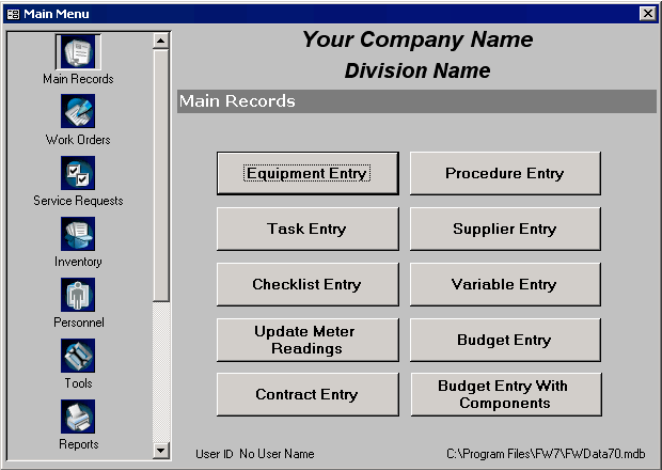 Main Menu
Your Company Name
Division Name
Main Records
Main Records
Work Orders
Service Requests
Inventory
Personnel
Tools
Reports
Equipment Entry
Procedure Entry
Task Entry
Supplier Entry
Checklist Entry
Variable Entry
Update Meter
Readings
Budget Entry
Contract Entry
Budget Entry With
Components
User ID No User Name
C:\Program Files\FW7\FWData70.mdb